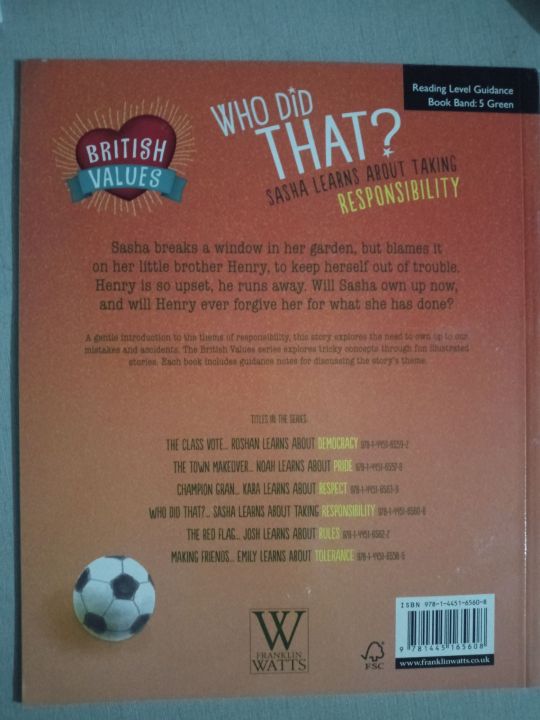 Reading Level Guidance
Book Band: 5 Green
BRITISH
VALUES
WHO DID
THAT?
SASHA LEARNS ABOUT TAKING
RESPONSIBILITY
Sasha breaks a window in her garden, but blames it
on her little brother Henry, to keep herself out of trouble.
Henry is so upset, he runs away. Will Sasha own up now,
and will Henry ever forgive her for what she has done?
A gentle introduction to the theme of responsibility, this story explores the need to own up to our
mistakes and accidents. The British Values series explores tricky concepts through fun illustrated
stories. Each book includes guidance notes for discussing the story's theme.
TITLES IN THE SERIES:
THE CLASS VOTE... ROSHAN LEARNS ABOUT DEMOCRACY
THE TOWN MAKEOVER... NOAH LEARNS ABOUT PRIDE
CHAMPION GRAN... KARA LEARNS ABOUT RESPECT
WHO DID THAT?... SASHA LEARNS ABOUT TAKING RESPONSIBILITY 978-1-4451-6560-8
THE RED FLAG... JOSH LEARNS ABOUT RULES
MAKING FRIENDS... EMILY LEARNS ABOUT TOLERANCE
W
FRANKLIN
WATTS
FSC
ISBN 978-1-4451-6560-8
9 781445 165608
www.franklinwatts.co.uk